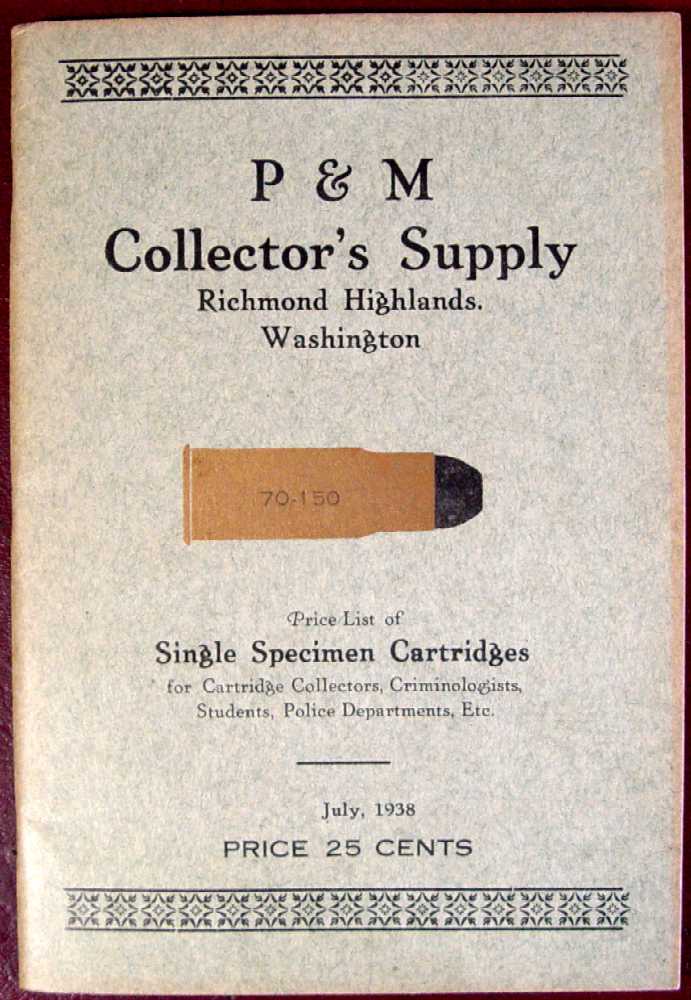 P & M
Collector's Supply
Richmond Highlands.
Washington
70-150
Price List of
Single Specimen Cartridges
for Cartridge Collectors, Criminologists,
Students, Police Departments, Etc.
July, 1938
PRICE 25 CENTS